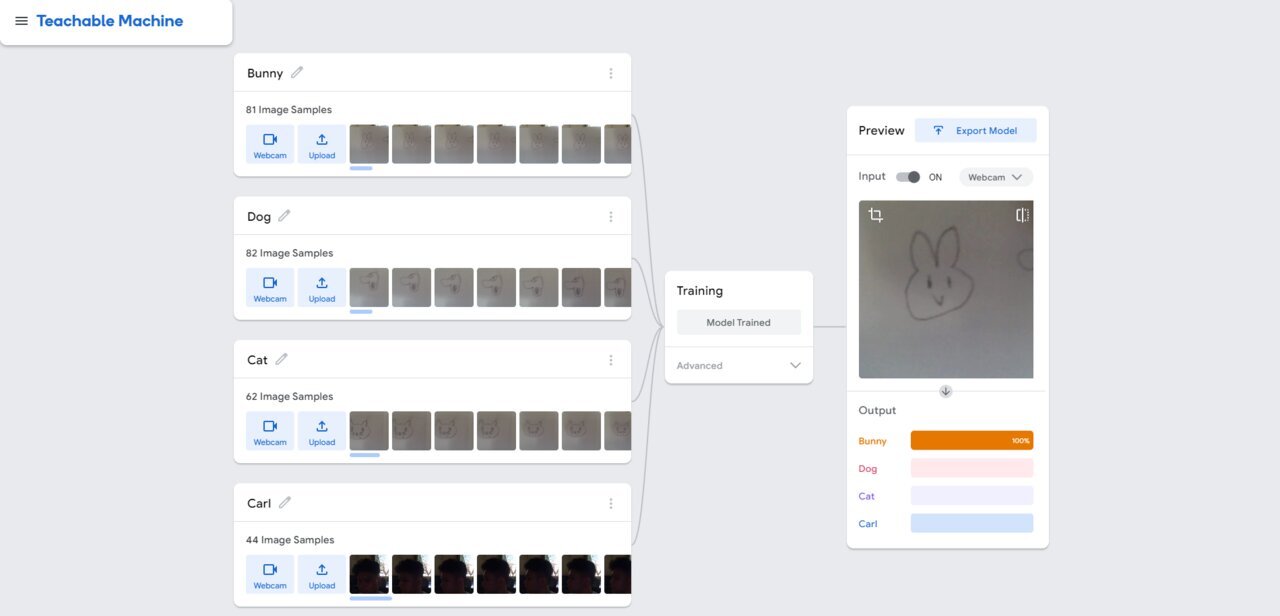 Teachable Machine
Bunny
81 Image Samples
Webcam
Upload
Dog
82 Image Samples
Webcam
Upload
Cat
62 Image Samples
Webcam
Upload
Carl
44 Image Samples
Webcam
Upload
Training
Model Trained
Advanced
Preview
Export Model
Input
ON
Webcam
Output
Bunny
100%
Dog
Cat
Carl